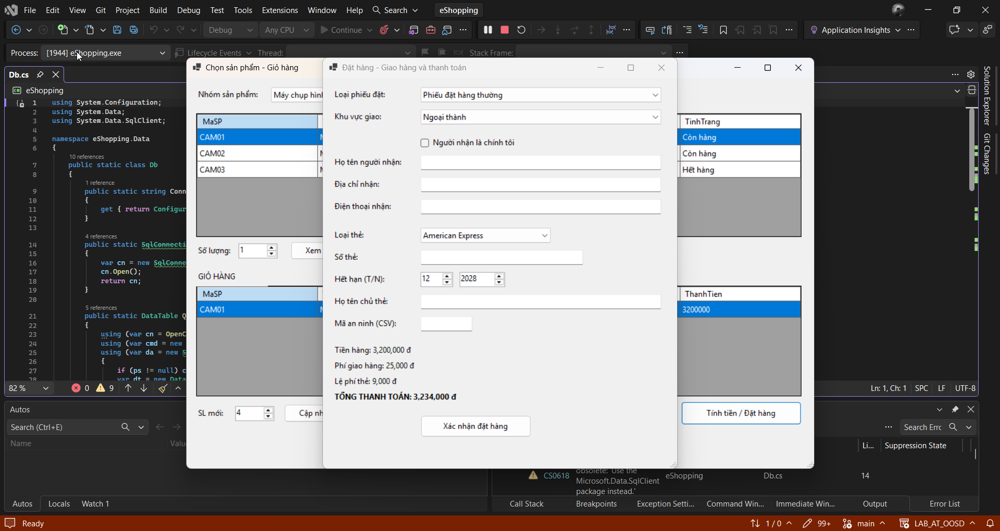 File Edit View Git Project Build Debug Test Tools Extensions Window Help Search eShopping
Debug Any CPU Continue Application Insights
Process: [1944] eShopping.exe Lifecycle Events Thread: Stack Frame:
Db.cs
eShopping
1 using System.Configuration;
2 using System.Data;
3 using System.Data.SqlClient;
4
5 namespace eShopping.Data
6 {
10 references
7 public static class Db
8 {
1 reference
9 public static string Conn
10 {
11 get { return Configur
12 }
13
4 references
14 public static SqlConnecti
15 {
16 var cn = new SqlConne
17 cn.Open();
18 return cn;
19 }
20
5 references
21 public static DataTable Q
22 {
23 using (var cn = OpenC
24 using (var cmd = new
25 using (var da = new S
26 {
27 if (ps != null) c
28 var dt = new Data
82 % 0 9
Ln: 1, Ch: 1 SPC LF UTF-8
Solution Explorer
Git Changes
Chọn sản phẩm - Giỏ hàng
Nhóm sản phẩm: Máy chụp hình
MaSP TinhTrang
CAM01 Còn hàng
CAM02 Còn hàng
CAM03 Hết hàng
Số lượng: 1 Xem
GIỎ HÀNG
MaSP ThanhTien
CAM01 3200000
SL mới: 4 Cập nh
Tính tiền / Đặt hàng
Đặt hàng - Giao hàng và thanh toán
Loại phiếu đặt: Phiếu đặt hàng thường
Khu vực giao: Ngoại thành
Người nhận là chính tôi
Họ tên người nhận:
Địa chỉ nhận:
Điện thoại nhận:
Loại thẻ: American Express
Số thẻ:
Hết hạn (T/N): 12 2028
Họ tên chủ thẻ:
Mã an ninh (CSV):
Tiền hàng: 3,200,000 đ
Phí giao hàng: 25,000 đ
Lệ phí thẻ: 9,000 đ
TỔNG THANH TOÁN: 3,234,000 đ
Xác nhận đặt hàng
Autos
Search (Ctrl+E)
Name Valu
Autos Locals Watch 1
Search Errc
Li... Suppression State
CS0618 obsolete: 'Use the
Microsoft.Data.SqlClient
package instead.' eShopping Db.cs 14
Call Stack Breakpoints Exception Setti... Command Win... Immediate Win... Output Error List
Ready 1 / 0 99+ main LAB_AT_OOSD